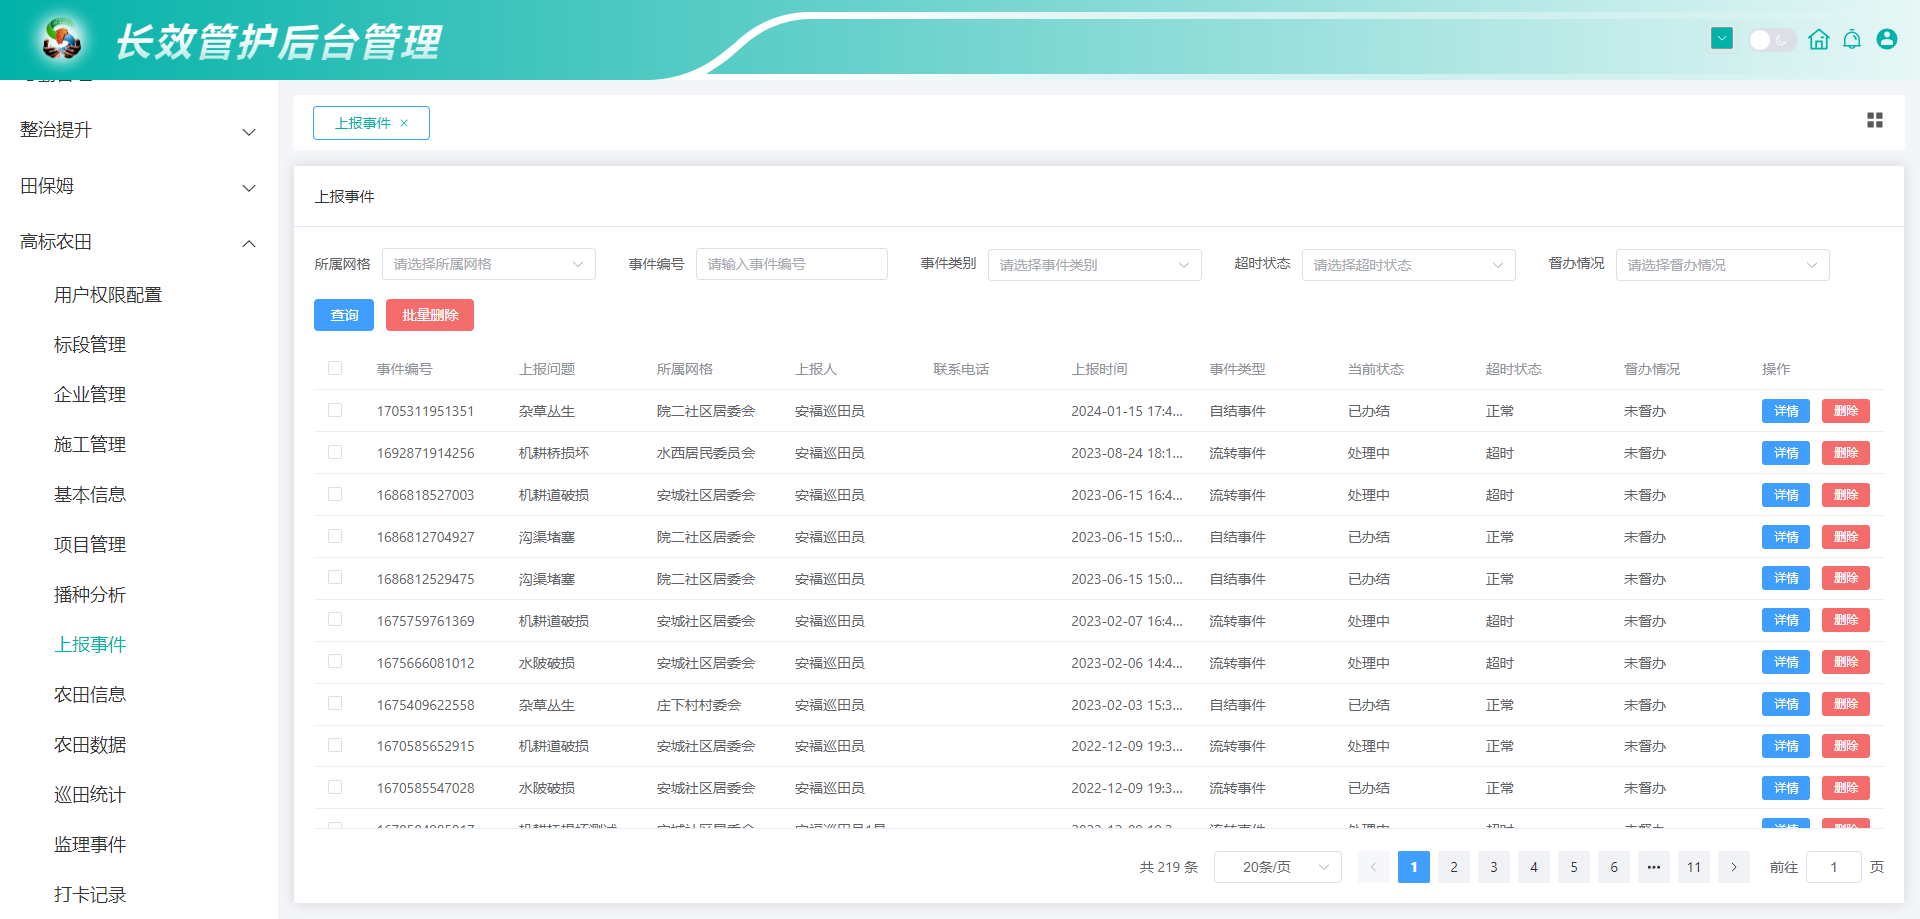 长效管护后台管理
整治提升
田保姆
高标农田
用户权限配置
标段管理
企业管理
施工管理
基本信息
项目管理
播种分析
上报事件
农田信息
农田数据
巡田统计
监理事件
打卡记录
上报事件
上报事件
所属网格 请选择所属网格 事件编号 请输入事件编号 事件类别 请选择事件类别 超时状态 请选择超时状态 督办情况 请选择督办情况
查询 批量删除
事件编号 上报问题 所属网格 上报人 联系电话 上报时间 事件类型 当前状态 超时状态 督办情况 操作
1705311951351 杂草丛生 院二社区居委会 安福巡田员 2024-01-15 17:4... 自结事件 已办结 正常 未督办 详情 删除
1692871914256 机耕桥损坏 水西居民委员会 安福巡田员 2023-08-24 18:1... 流转事件 处理中 超时 未督办 详情 删除
1686818527003 机耕道破损 安城社区居委会 安福巡田员 2023-06-15 16:4... 流转事件 处理中 超时 未督办 详情 删除
1686812704927 沟渠堵塞 院二社区居委会 安福巡田员 2023-06-15 15:0... 自结事件 已办结 正常 未督办 详情 删除
1686812529475 沟渠堵塞 院二社区居委会 安福巡田员 2023-06-15 15:0... 自结事件 已办结 正常 未督办 详情 删除
1675759761369 机耕道破损 安城社区居委会 安福巡田员 2023-02-07 16:4... 流转事件 处理中 超时 未督办 详情 删除
1675666081012 水陂破损 安城社区居委会 安福巡田员 2023-02-06 14:4... 流转事件 处理中 超时 未督办 详情 删除
1675409622558 杂草丛生 庄下村村委会 安福巡田员 2023-02-03 15:3... 自结事件 已办结 正常 未督办 详情 删除
1670585652915 机耕道破损 安城社区居委会 安福巡田员 2022-12-09 19:3... 流转事件 处理中 正常 未督办 详情 删除
1670585547028 水陂破损 安城社区居委会 安福巡田员 2022-12-09 19:3... 流转事件 已办结 正常 未督办 详情 删除
共 219 条 20条/页 1 2 3 4 5 6 ••• 11 前往 1 页